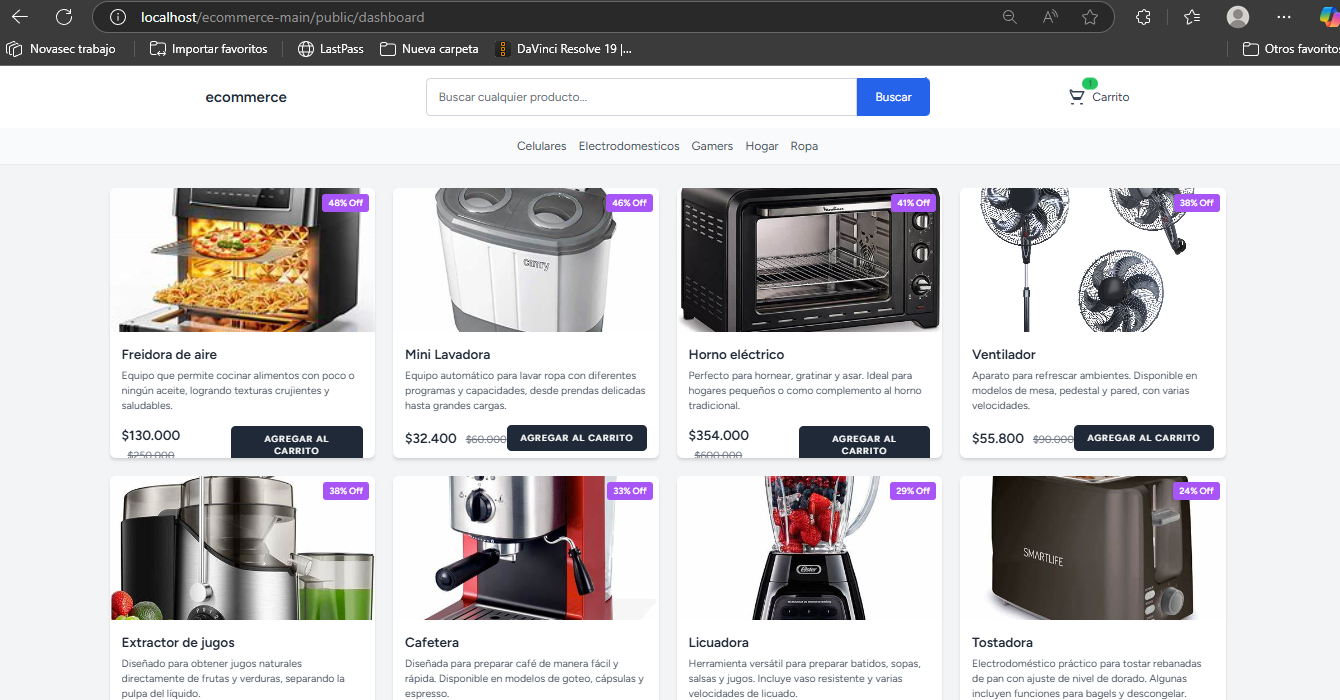 localhost/ecommerce-main/public/dashboard
Novasec trabajo
Importar favoritos
LastPass
Nueva carpeta
DaVinci Resolve 19 |...
Otros favoritos
ecommerce
Buscar cualquier producto...
Buscar
1
Carrito
Celulares Electrodomesticos Gamers Hogar Ropa
48% Off
Freidora de aire
Equipo que permite cocinar alimentos con poco o
ningún aceite, logrando texturas crujientes y
saludables.
$130.000
$250.000
AGREGAR AL
CARRITO
46% Off
camry
Mini Lavadora
Equipo automático para lavar ropa con diferentes
programas y capacidades, desde prendas delicadas
hasta grandes cargas.
$32.400 $60.000
AGREGAR AL CARRITO
41% Off
Moulinex
Horno eléctrico
Perfecto para hornear, gratinar y asar. Ideal para
hogares pequeños o como complemento al horno
tradicional.
$354.000
$600.000
AGREGAR AL
CARRITO
38% Off
Ventilador
Aparato para refrescar ambientes. Disponible en
modelos de mesa, pedestal y pared, con varias
velocidades.
$55.800 $90.000
AGREGAR AL CARRITO
38% Off
Extractor de jugos
Diseñado para obtener jugos naturales
directamente de frutas y verduras, separando la
pulpa del líquido.
33% Off
Cafetera
Diseñada para preparar café de manera fácil y
rápida. Disponible en modelos de goteo, cápsulas y
espresso.
29% Off
Oster
Licuadora
Herramienta versátil para preparar batidos, sopas,
salsas y jugos. Incluye vaso resistente y varias
velocidades de licuado.
24% Off
SMARTLIFE
Tostadora
Electrodoméstico práctico para tostar rebanadas
de pan con ajuste de nivel de dorado. Algunas
incluyen funciones para bagels y descongelar.